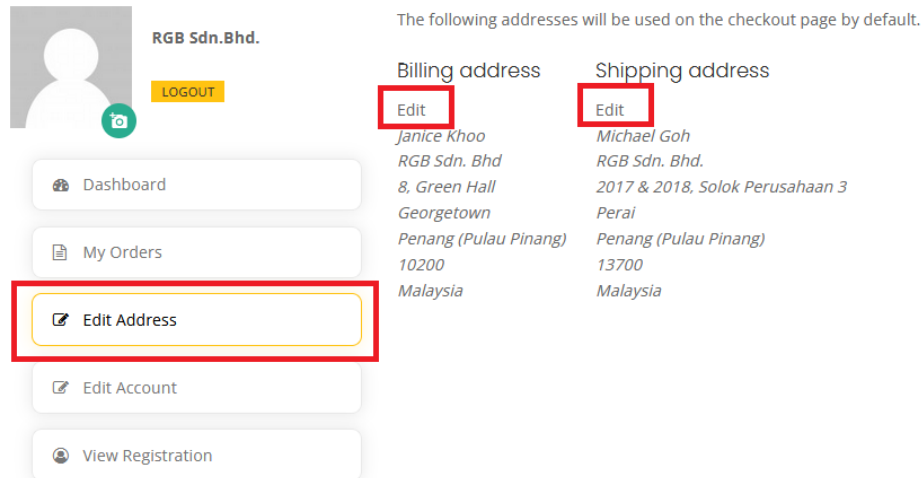 RGB Sdn.Bhd.
LOGOUT
Dashboard
My Orders
Edit Address
Edit Account
View Registration
The following addresses will be used on the checkout page by default.
Billing address
Edit
Janice Khoo
RGB Sdn. Bhd
8, Green Hall
Georgetown
Penang (Pulau Pinang)
10200
Malaysia
Shipping address
Edit
Michael Goh
RGB Sdn. Bhd.
2017 & 2018, Solok Perusahaan 3
Perai
Penang (Pulau Pinang)
13700
Malaysia